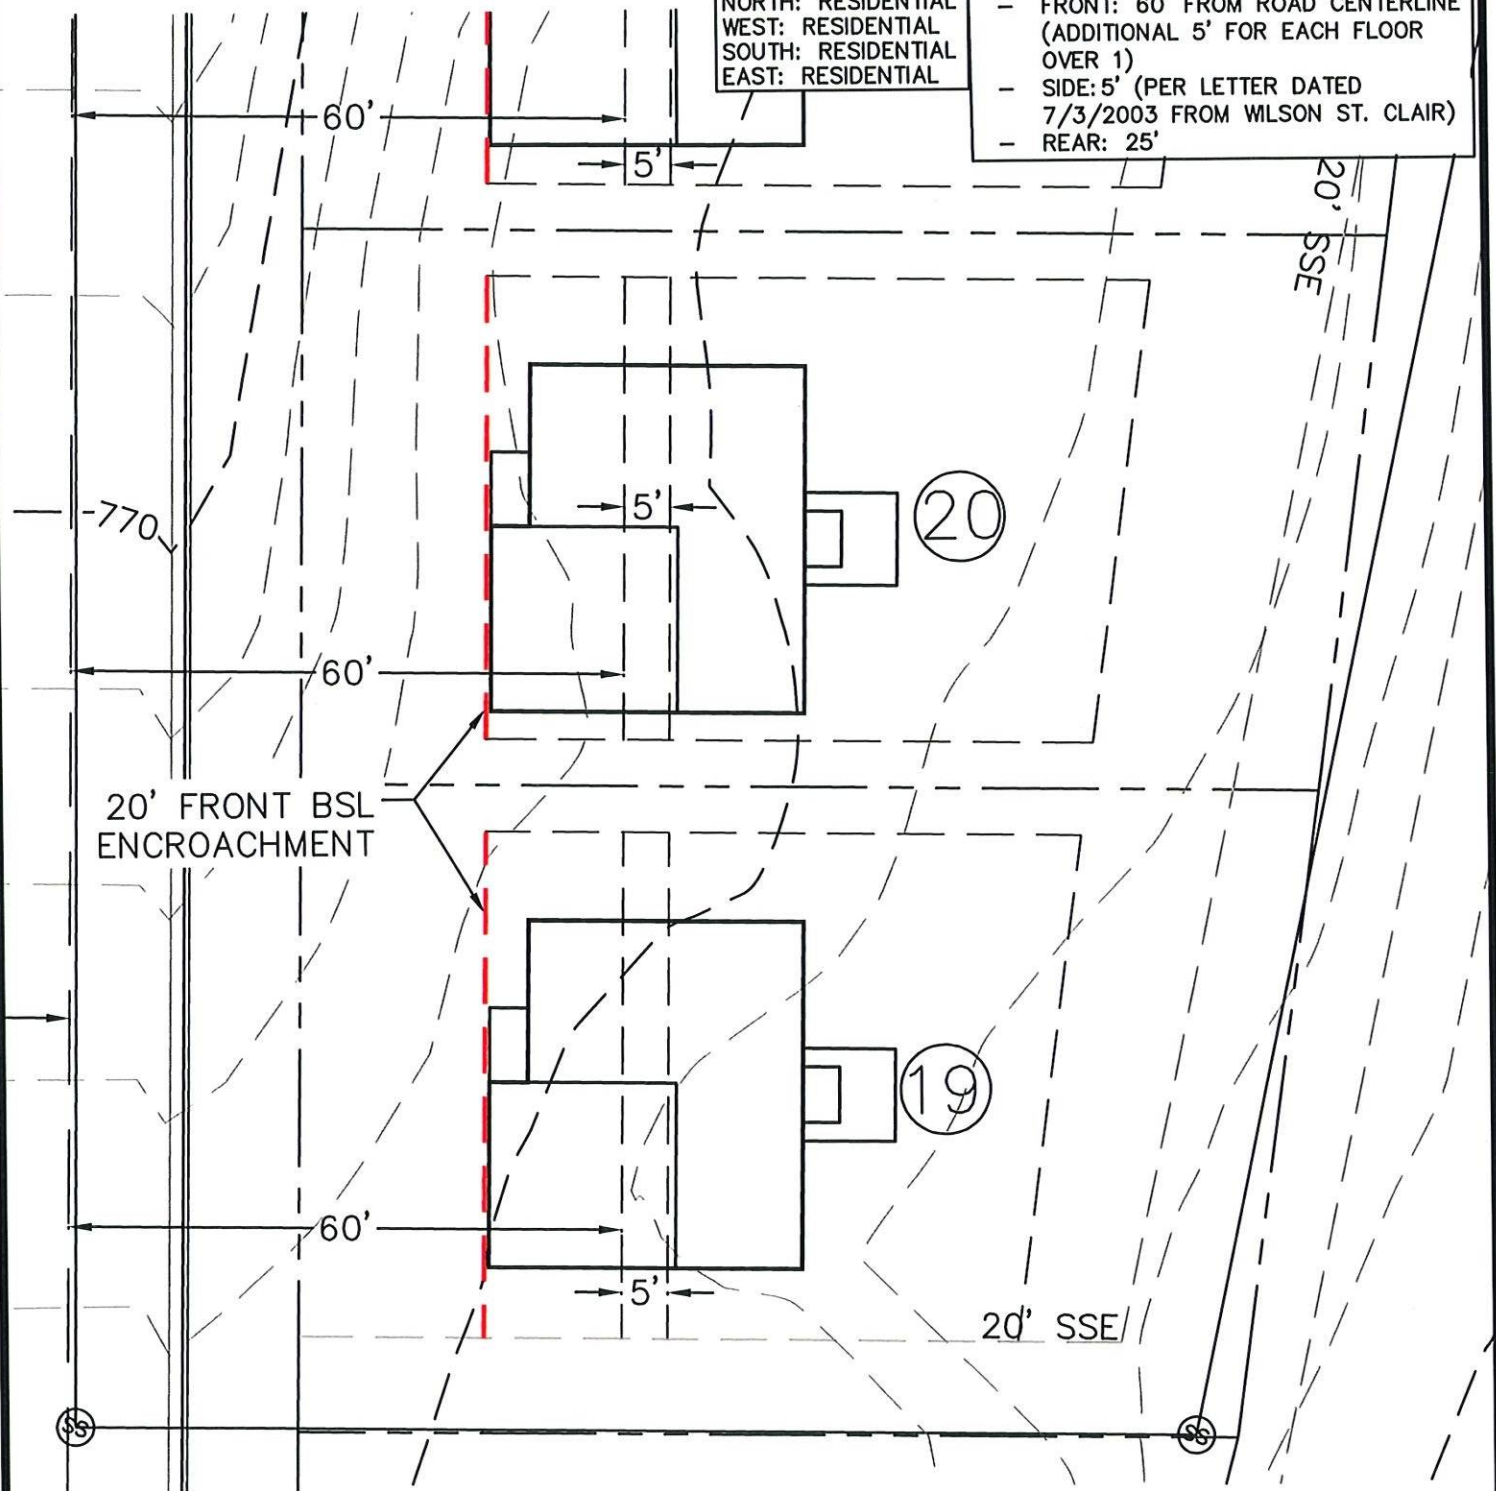 NORTH: RESIDENTIAL
WEST: RESIDENTIAL
SOUTH: RESIDENTIAL
EAST: RESIDENTIAL
- FRONT: 60' FROM ROAD CENTERLINE
(ADDITIONAL 5' FOR EACH FLOOR
OVER 1)
- SIDE: 5' (PER LETTER DATED
7/3/2003 FROM WILSON ST. CLAIR)
- REAR: 25'
60'
5'
20' SSE
770
5'
20
60'
20' FRONT BSL
ENCROACHMENT
19
60'
5'
20' SSE
SS
SS